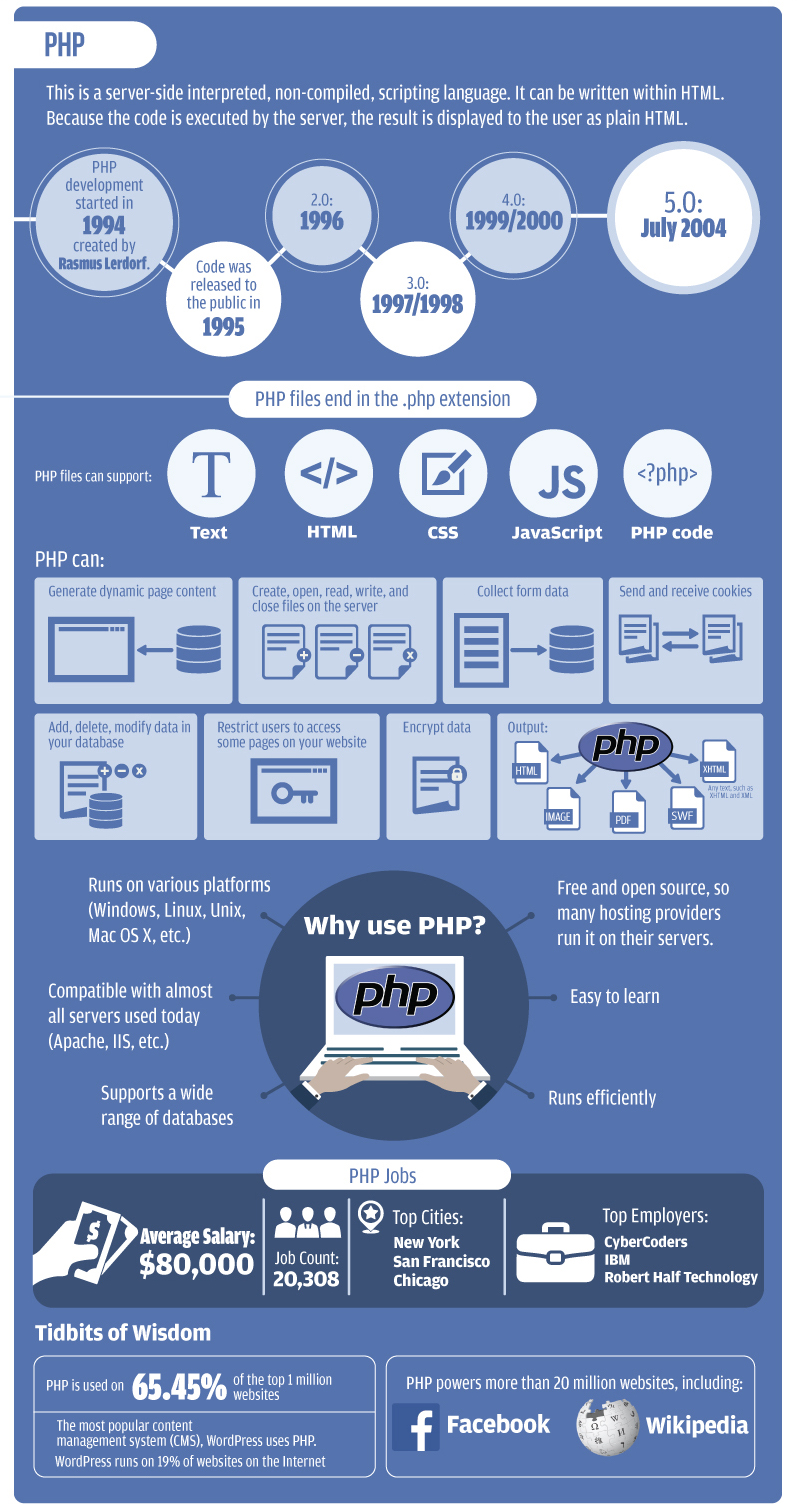 PHP
This is a server-side interpreted, non-compiled, scripting language. It can be written within HTML.
Because the code is executed by the server, the result is displayed to the user as plain HTML.
PHP
development
started in
1994
created by
Rasmus Lerdorf.
Code was
released to
the public in
1995
2.0:
1996
3.0:
1997/1998
4.0:
1999/2000
5.0:
July 2004
PHP files end in the .php extension
PHP files can support:
T
Text
</>
HTML
CSS
JS
JavaScript
<?php>
PHP code
PHP can:
Generate dynamic page content
Create, open, read, write, and
close files on the server
Collect form data
Send and receive cookies
Add, delete, modify data in
your database
Restrict users to access
some pages on your website
Encrypt data
Output:
php
HTML
IMAGE
PDF
SWF
XHTML
Any text, such as
XHTML and XML
Why use PHP?
php
Runs on various platforms
(Windows, Linux, Unix,
Mac OS X, etc.)
Compatible with almost
all servers used today
(Apache, IIS, etc.)
Supports a wide
range of databases
Free and open source, so
many hosting providers
run it on their servers.
Easy to learn
Runs efficiently
PHP Jobs
$
Average Salary:
$80,000
Job Count:
20,308
Top Cities:
New York
San Francisco
Chicago
Top Employers:
CyberCoders
IBM
Robert Half Technology
Tidbits of Wisdom
PHP is used on 65.45% of the top 1 million
websites
The most popular content
management system (CMS), WordPress uses PHP.
WordPress runs on 19% of websites on the Internet
PHP powers more than 20 million websites, including:
f
Facebook
Ω W
И
Wikipedia